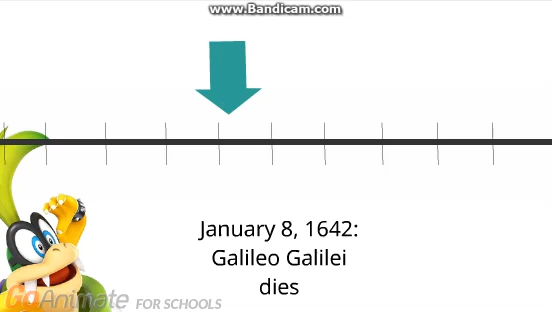 www.Bandicam.com
January 8, 1642:
Galileo Galilei
dies
GoAnimate FOR SCHOOLS